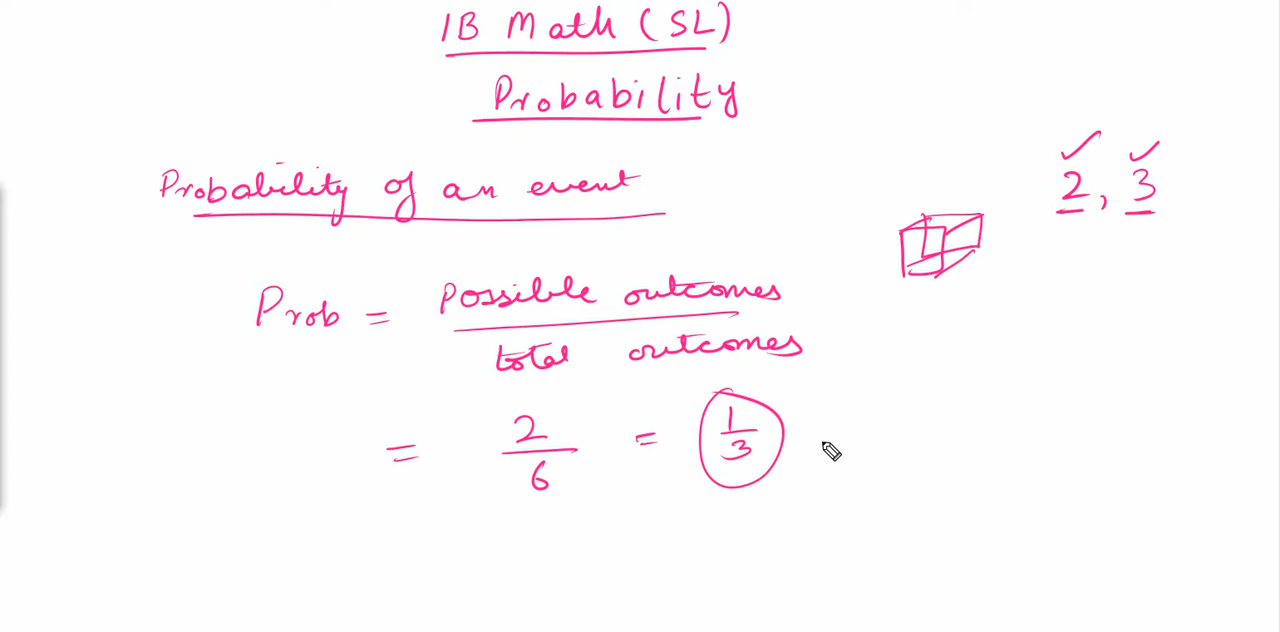 IB Math (SL)
Probability
Probability of an event
2, 3
Prob = possible outcomes
total outcomes
= 2/6 = 1/3